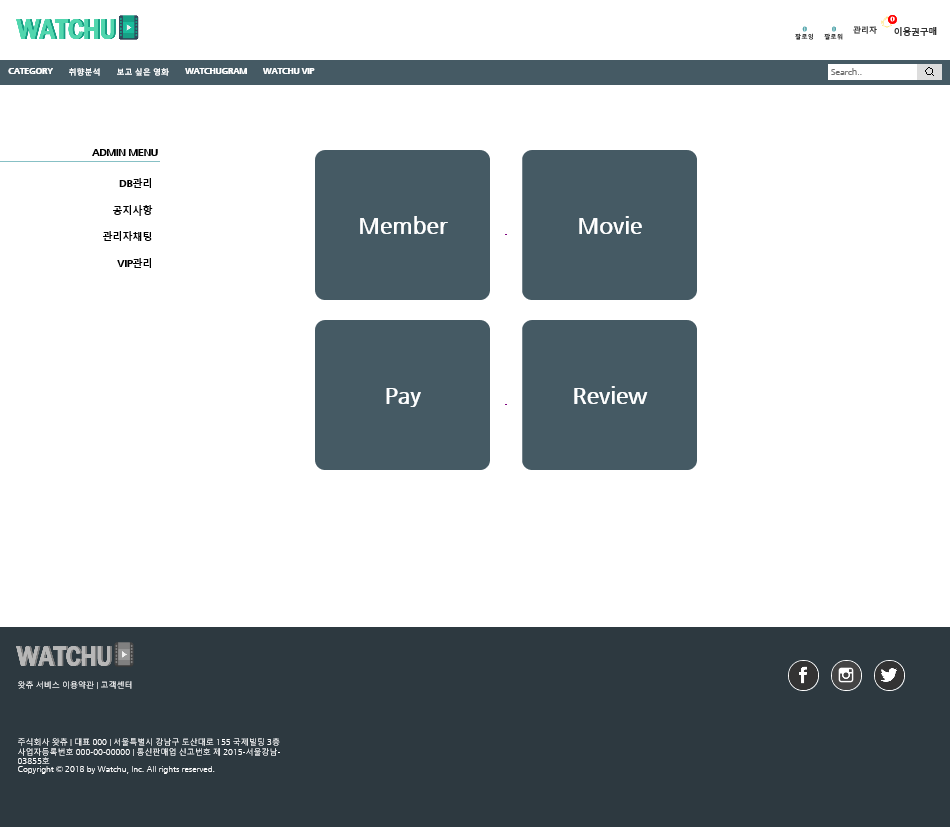 WATCHU
0
팔로잉
0
팔로워
관리자
0
이용권구매
CATEGORY
취향분석
보고 싶은 영화
WATCHUGRAM
WATCHU VIP
Search..
ADMIN MENU
DB관리
공지사항
관리자채팅
VIP관리
Member
Movie
Pay
Review
WATCHU
왓츄 서비스 이용약관 | 고객센터
주식회사 왓츄 | 대표 000 | 서울특별시 강남구 도산대로 155 국제빌딩 3층
사업자등록번호 000-00-00000 | 통신판매업 신고번호 제 2015-서울강남-
03855호
Copyright © 2018 by Watchu, Inc. All rights reserved.